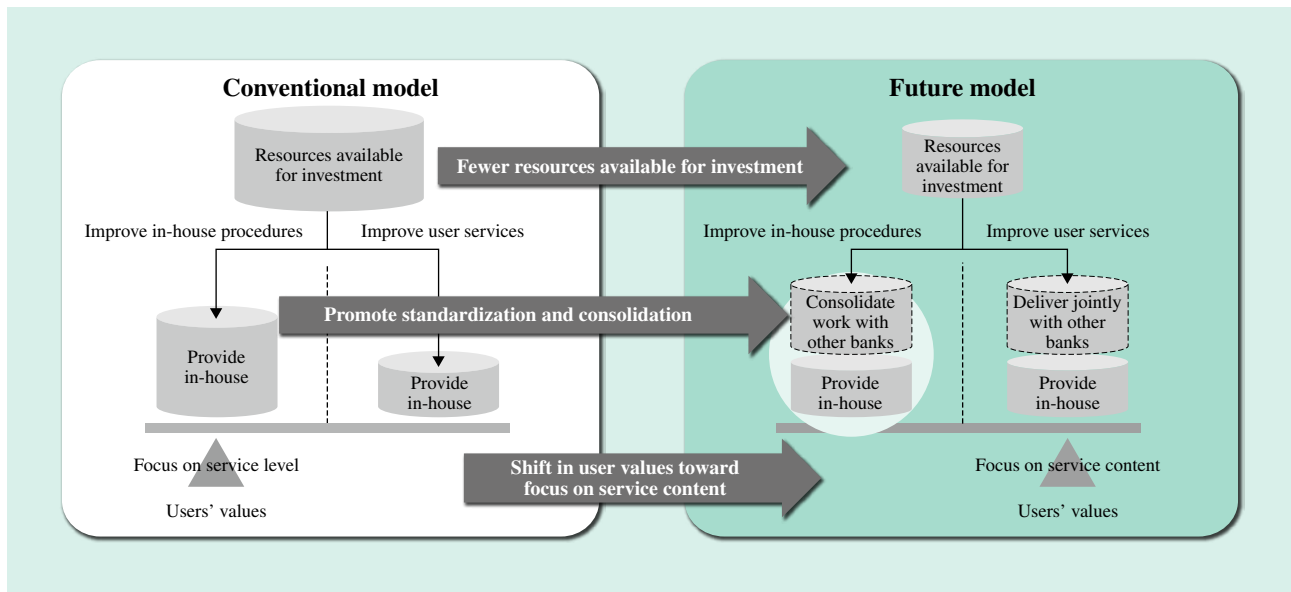 Conventional model
Resources available
for investment
Improve in-house procedures
Improve user services
Provide
in-house
Provide
in-house
Focus on service level
Users’ values
Fewer resources available for investment
Promote standardization and consolidation
Shift in user values toward
focus on service content
Future model
Resources
available for
investment
Improve in-house procedures
Improve user services
Consolidate
work with
other banks
Deliver jointly
with other
banks
Provide
in-house
Provide
in-house
Focus on service content
Users’ values